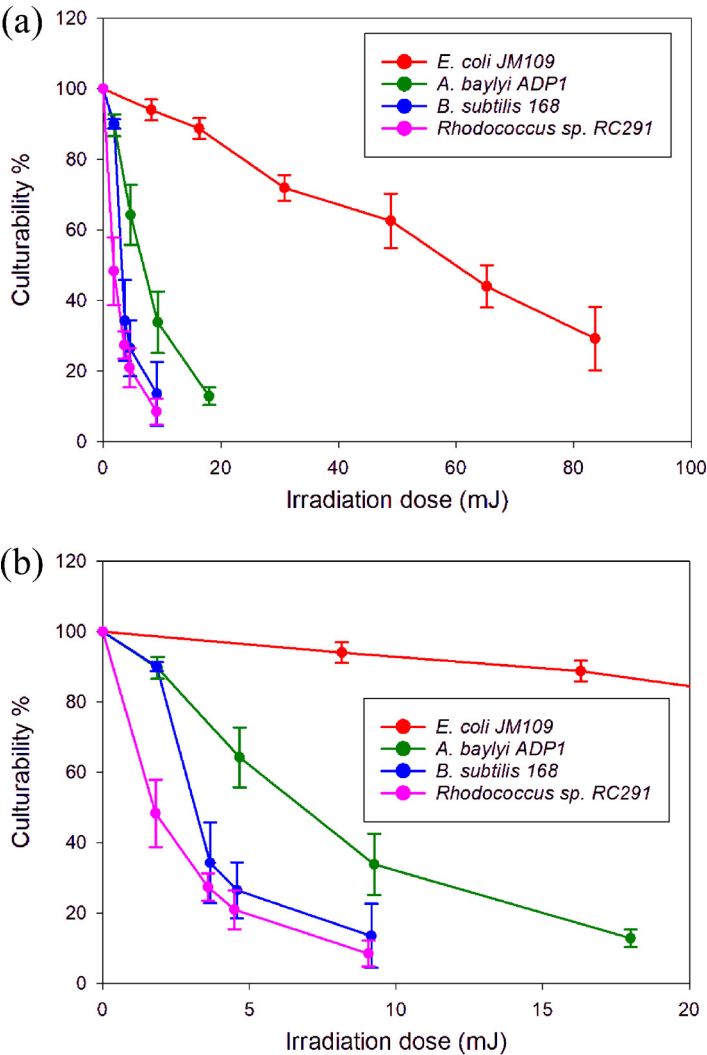 (a)
120
100
80
60
40
20
0
Culturability %
E. coli JM109
A. baylyi ADP1
B. subtilis 168
Rhodococcus sp. RC291
0 20 40 60 80 100
Irradiation dose (mJ)
(b)
120
100
80
60
40
20
0
Culturability %
E. coli JM109
A. baylyi ADP1
B. subtilis 168
Rhodococcus sp. RC291
0 5 10 15 20
Irradiation dose (mJ)